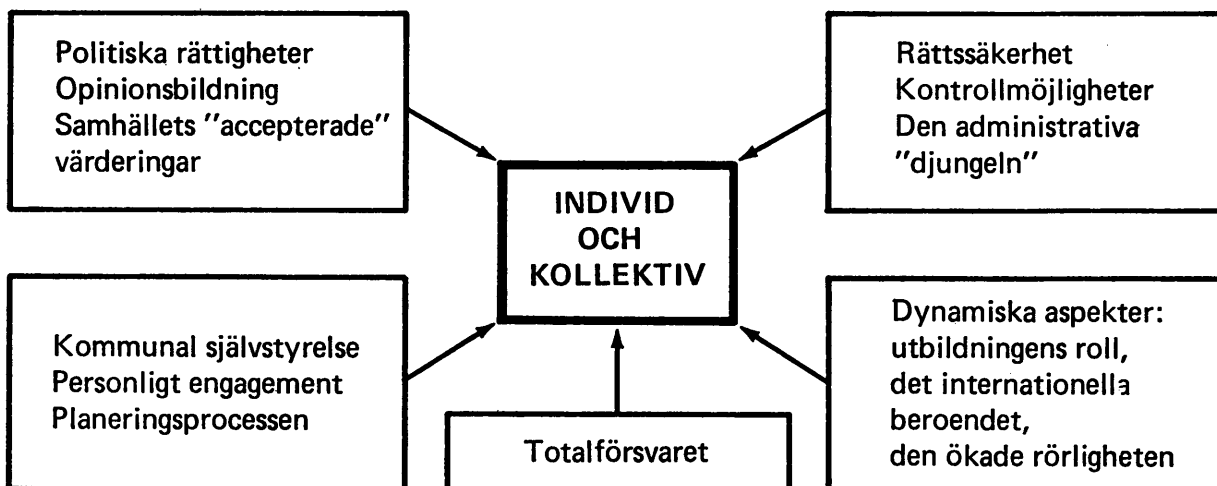 Politiska rättigheter
Opinionsbildning
Samhällets "accepterade"
värderingar
Rättssäkerhet
Kontrollmöjligheter
Den administrativa
"djungeln"
INDIVID
OCH
KOLLEKTIV
Kommunal självstyrelse
Personligt engagement
Planeringsprocessen
Totalförsvaret
Dynamiska aspekter:
utbildningens roll,
det internationella
beroendet,
den ökade rörligheten